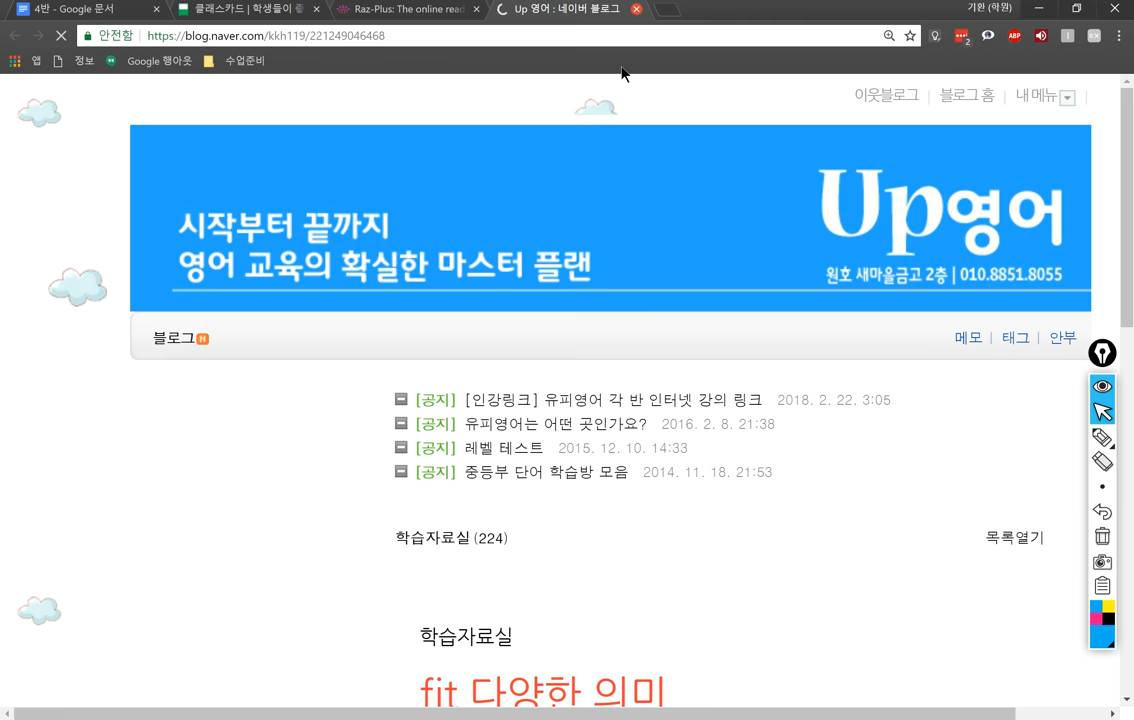 4반 - Google 문서
클래스카드 | 학생들이 좋
Raz-Plus: The online read
Up 영어 : 네이버 블로그
기환 (학원)
안전함
https://blog.naver.com/kkh119/221249046468
2
ABP
앱
정보
Google 행아웃
수업준비
이웃블로그 | 블로그 홈 | 내 메뉴 |
Up영어
시작부터 끝까지
영어 교육의 확실한 마스터 플랜
원호 새마을금고 2층 | 010.8851.8055
블로그 N
메모 | 태그 | 안부
[공지] [인강링크] 유피영어 각 반 인터넷 강의 링크 2018. 2. 22. 3:05
[공지] 유피영어는 어떤 곳인가요? 2016. 2. 8. 21:38
[공지] 레벨 테스트 2015. 12. 10. 14:33
[공지] 중등부 단어 학습방 모음 2014. 11. 18. 21:53
학습자료실 (224)
목록열기
학습자료실
fit 다양한 의미